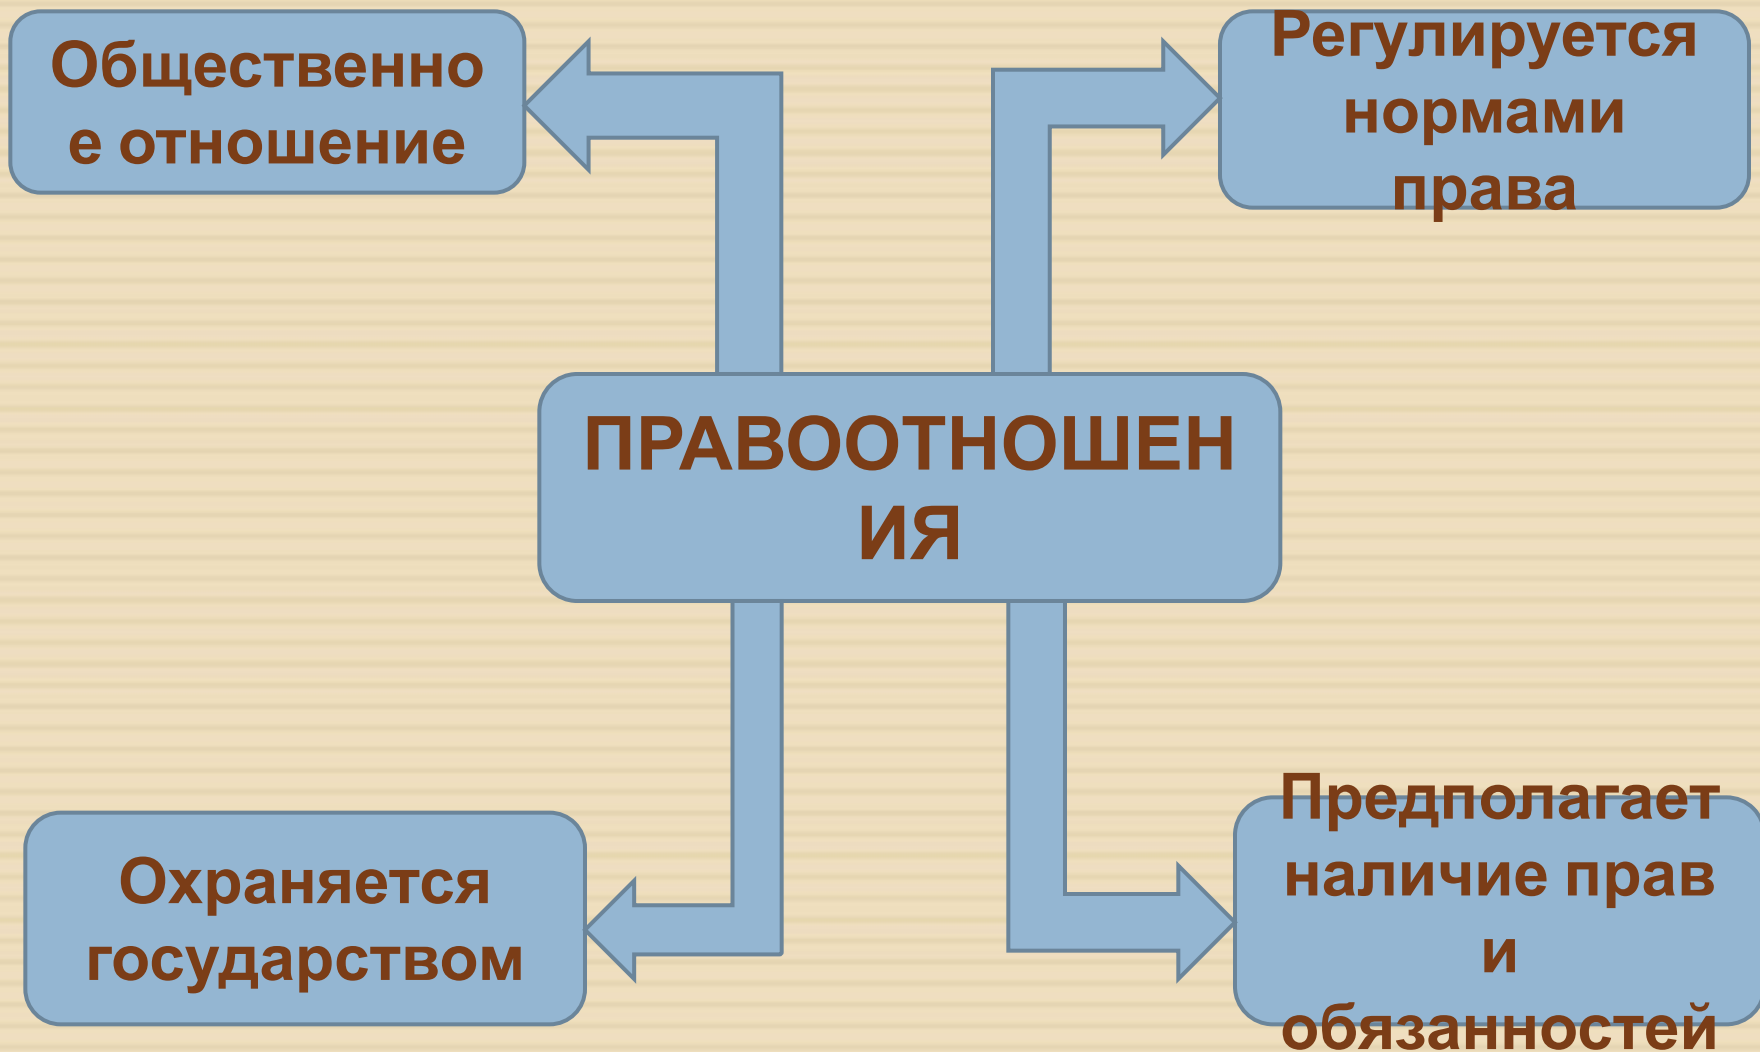 Общественно
е отношение
Регулируется
нормами
права
ПРАВООТНОШЕН
ИЯ
Охраняется
государством
Предполагает
наличие прав
и
обязанностей